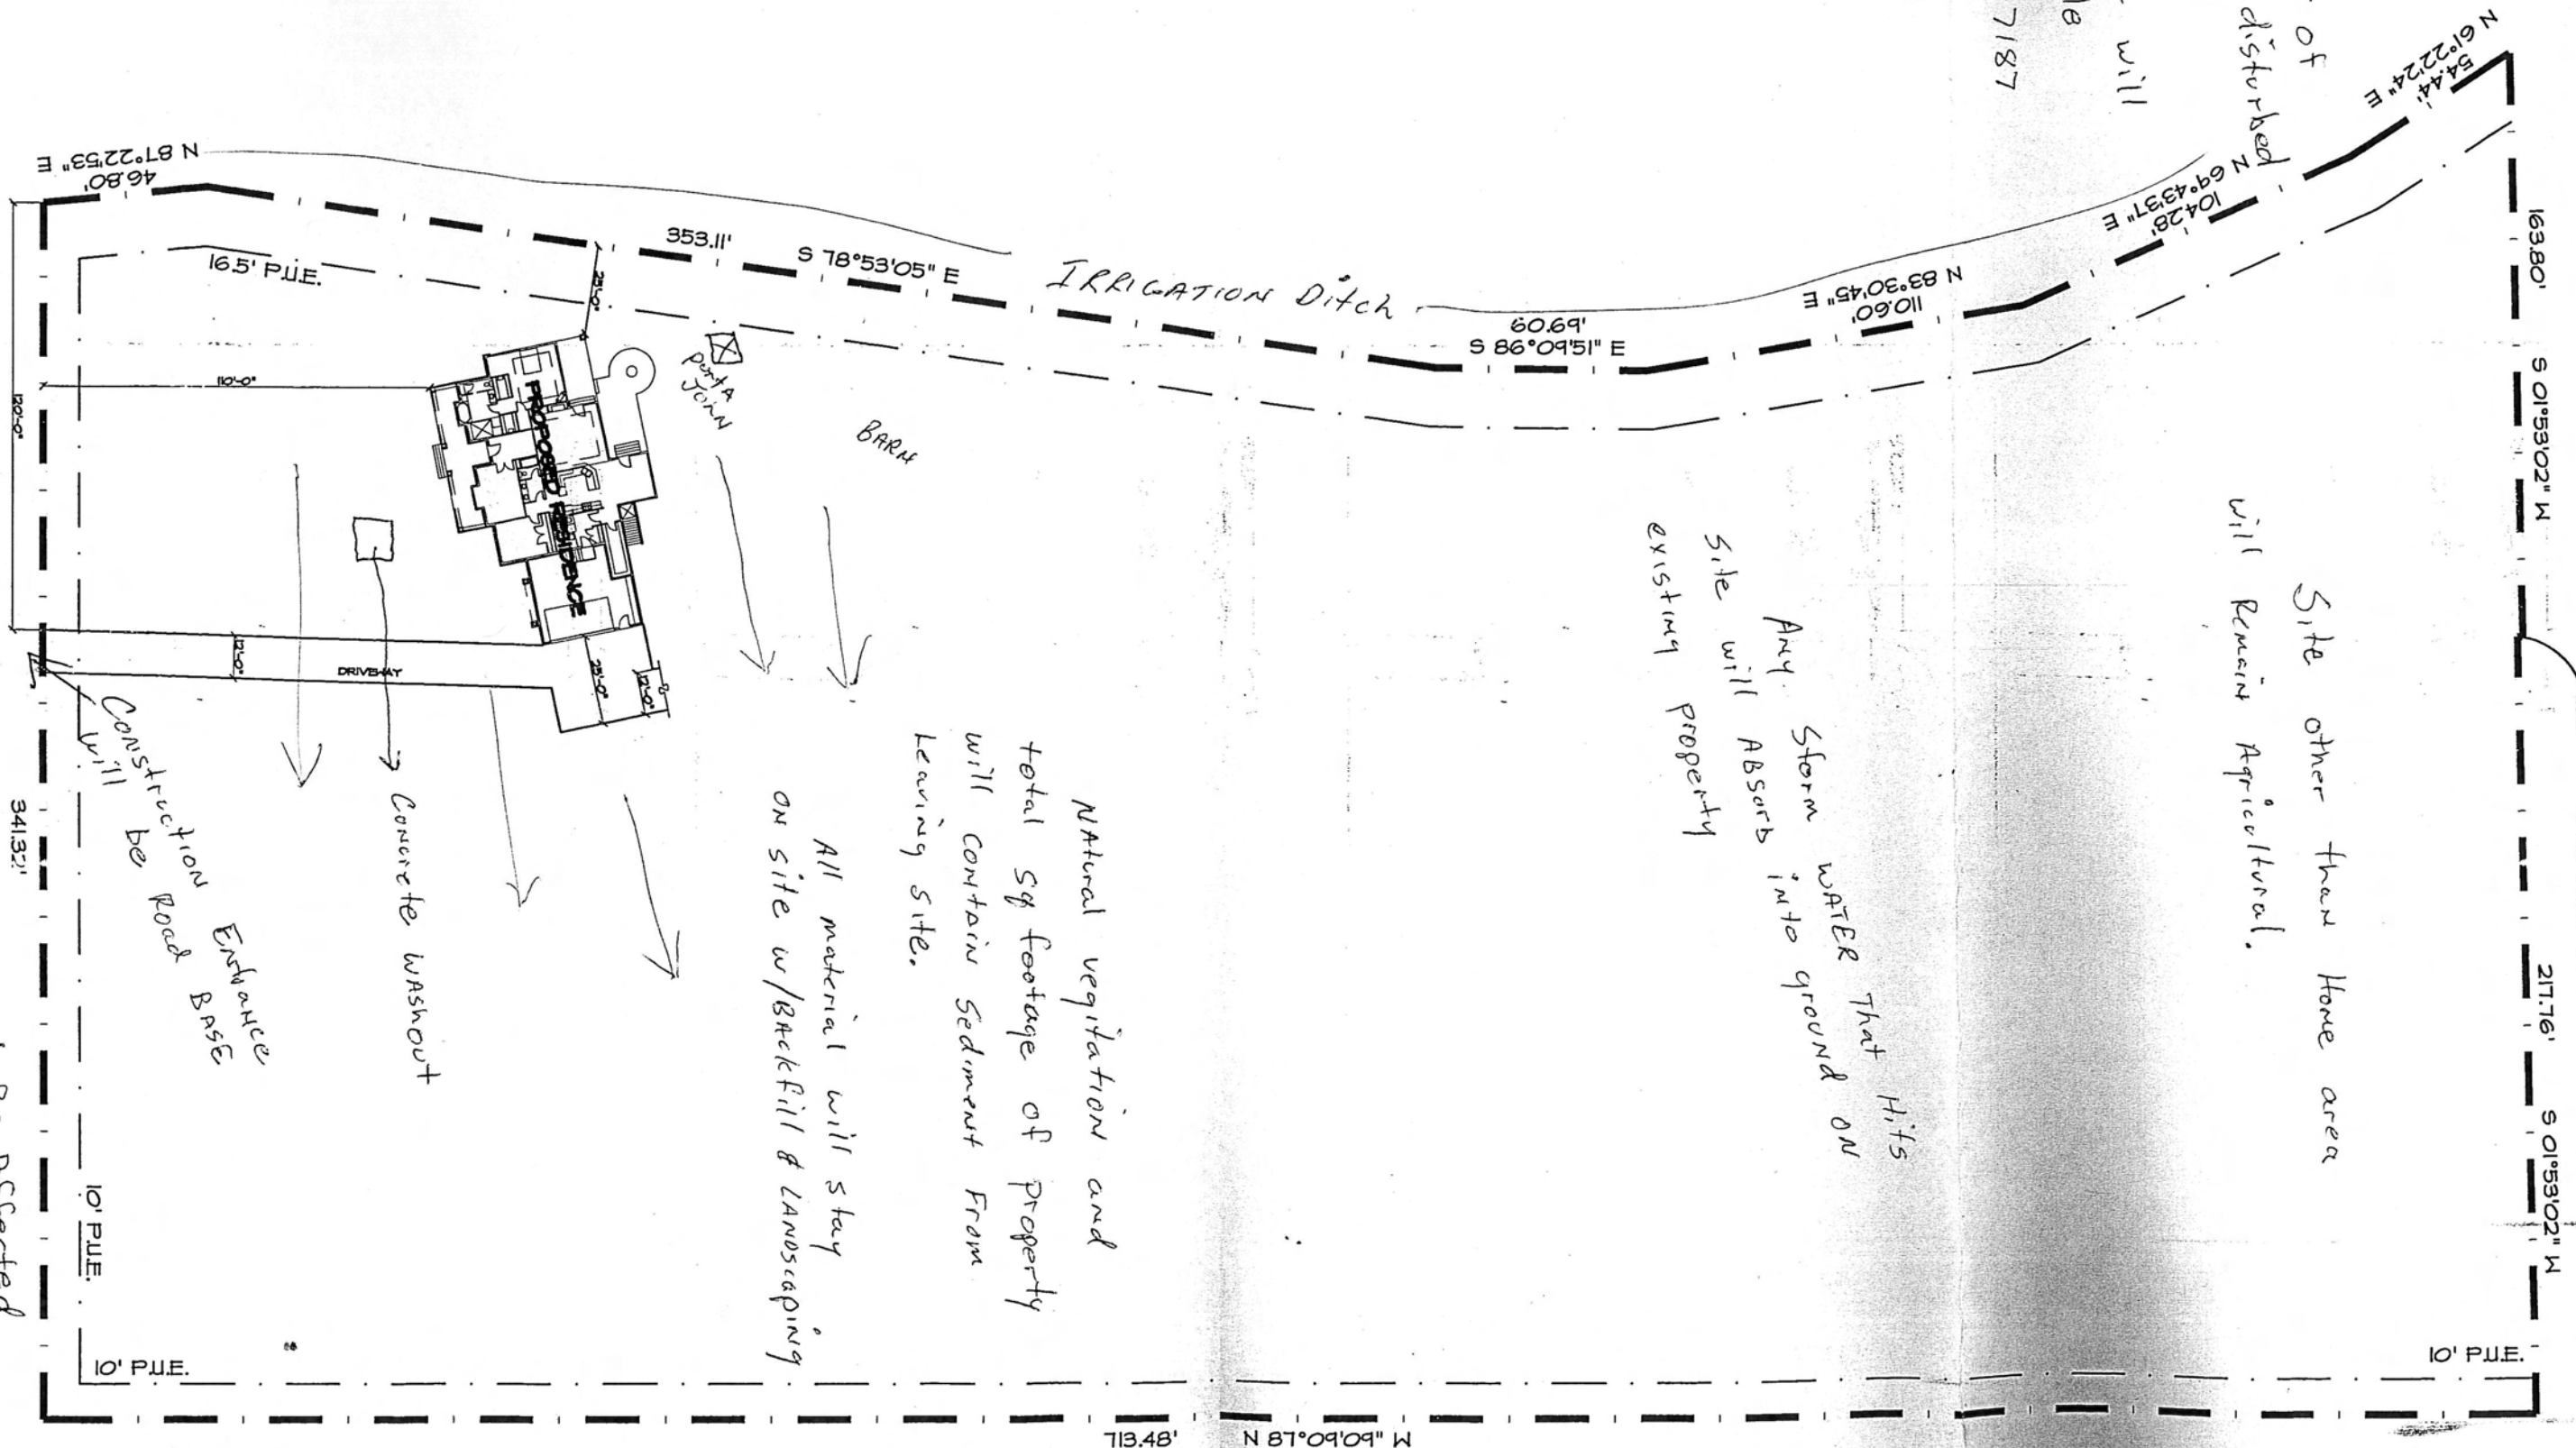 of
disturbed
will
7187
N 61°22'24" E
54.44'
N 87°22'53" E
46.80'
353.11'
S 78°53'05" E
IRRIGATION Ditch
60.69'
S 86°09'51" E
N 83°30'45" E
110.60'
N 69°43'37" E
104.28'
163.80'
S 01°53'02" W
217.76'
S 01°53'02" W
16.5' P.U.E.
25'-0"
110'-0"
120'-0"
PROPOSED RESIDENCE
PORTA
JOHN
BARN
12'-0"
DRIVEWAY
25'-0"
12'-0"
Construction Entrance
will be Road BASE
Concrete WASHOUT
341.32'
All material will stay
ON Site w/BACKfill & LANDSCAPING
NAtural vegitation and
total sq footage of property
will contain Sediment From
Leaving Site.
Any Storm WATER That Hits
Site will ABsorb into ground ON
existing property
Site other than Home area
will Remain Agricultural.
Affected
10' P.U.E.
10' P.U.E.
10' P.U.E.
713.48'
N 87°09'09" W